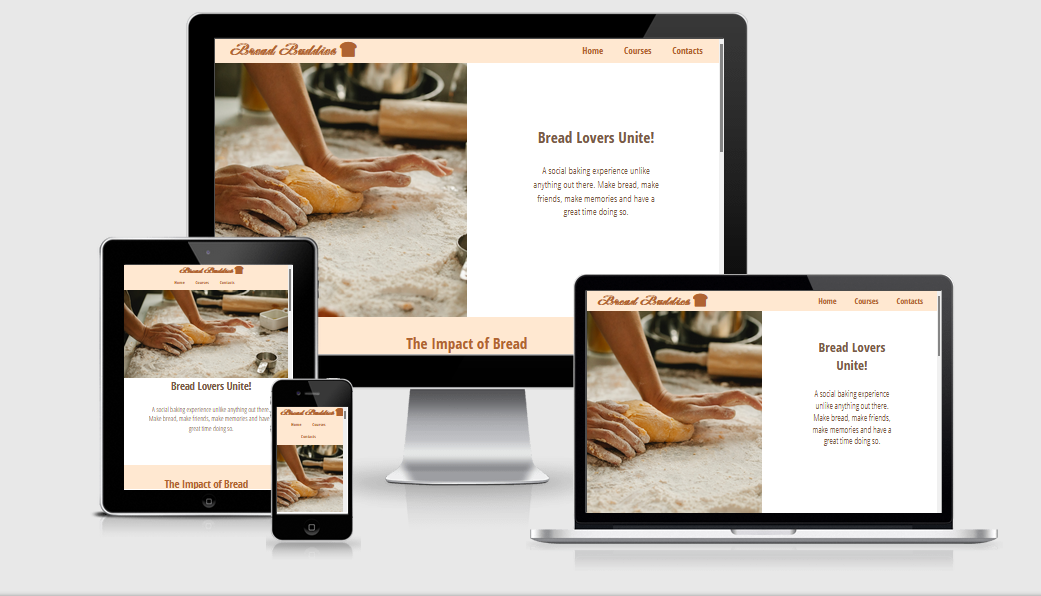 Bread Buddies
Home Courses Contacts
Bread Lovers Unite!
A social baking experience unlike
anything out there. Make bread, make
friends, make memories and have a
great time doing so.
The Impact of Bread
Bread Buddies
Home Courses Contacts
Bread Lovers Unite!
A social baking experience unlike anything out there.
Make bread, make friends, make memories and have
great time doing so.
The Impact of Bread
Bread Buddies
Home Courses
Contacts
Bread Buddies
Home Courses Contacts
Bread Lovers
Unite!
A social baking experience
unlike anything out there.
Make bread, make friends,
make memories and have a
great time doing so.